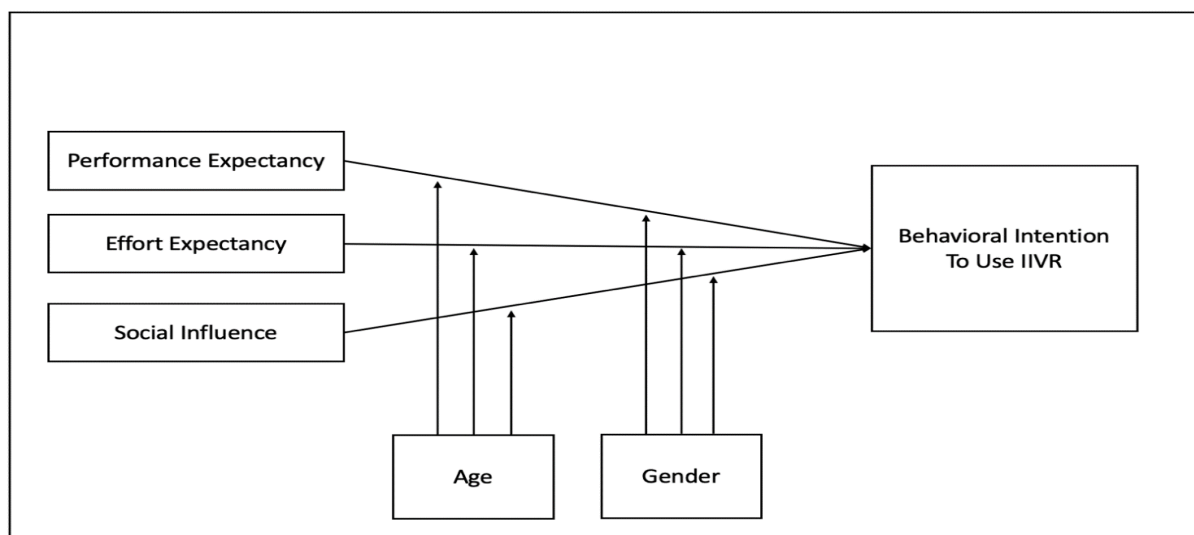 Performance Expectancy
Effort Expectancy
Social Influence
Behavioral Intention
To Use IIVR
Age
Gender